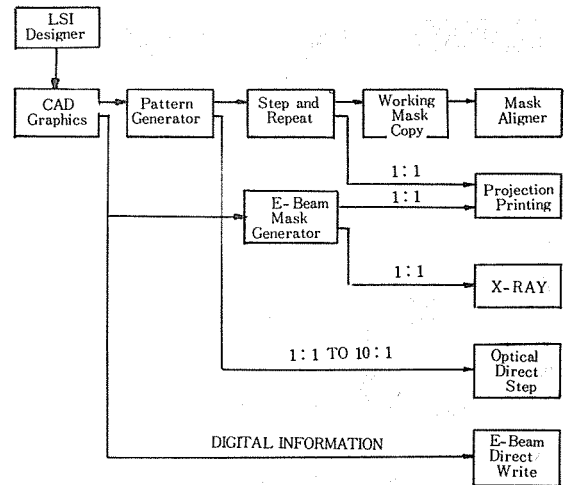 LSI
Designer
CAD
Graphics
Pattern
Generator
Step and
Repeat
Working
Mask
Copy
Mask
Aligner
1:1
1:1
Projection
Printing
E-Beam
Mask
Generator
1:1
X-RAY
1:1 TO 10:1
Optical
Direct
Step
DIGITAL INFORMATION
E-Beam
Direct
Write